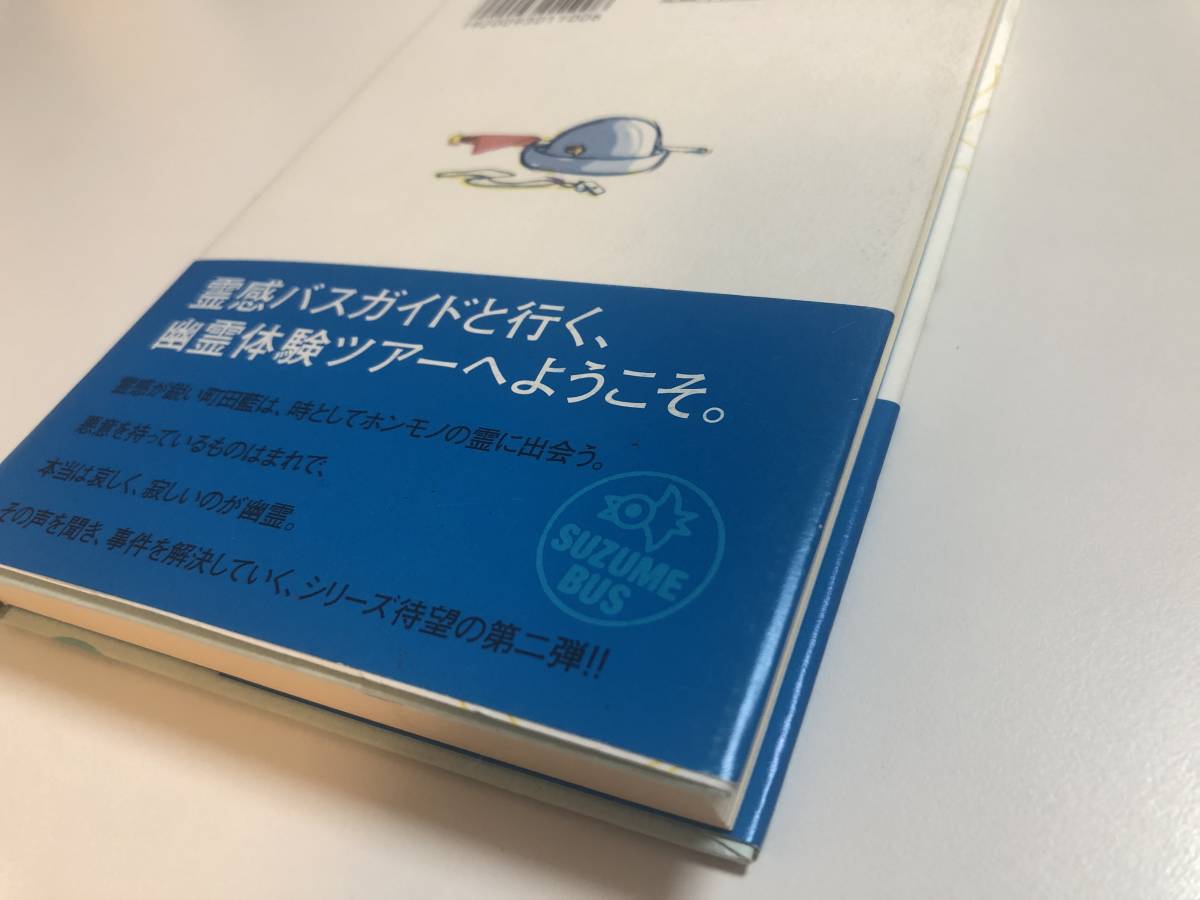 霊感バスガイドと行く、
幽霊体験ツアーへようこそ。
霊感が鋭い町田藍は、時としてホンモノの霊に出会う。
悪意を持っているものはまれで、
本当は哀しく、寂しいのが幽霊。
その声を聞き、事件を解決していく、シリーズ待望の第二弾!!
SUZUME
BUS